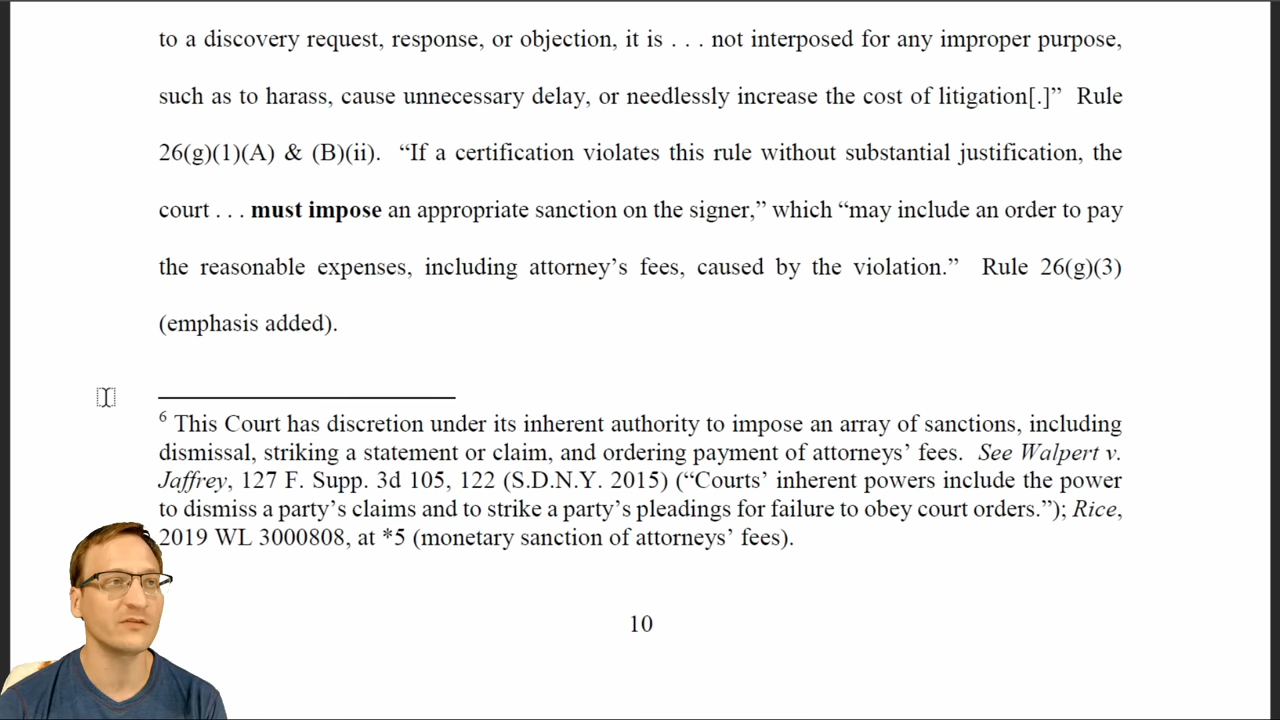 to a discovery request, response, or objection, it is . . . not interposed for any improper purpose,
such as to harass, cause unnecessary delay, or needlessly increase the cost of litigation[.]” Rule
26(g)(1)(A) & (B)(ii). “If a certification violates this rule without substantial justification, the
court . . . must impose an appropriate sanction on the signer,” which “may include an order to pay
the reasonable expenses, including attorney’s fees, caused by the violation.” Rule 26(g)(3)
(emphasis added).
6 This Court has discretion under its inherent authority to impose an array of sanctions, including
dismissal, striking a statement or claim, and ordering payment of attorneys’ fees. See Walpert v.
Jaffrey, 127 F. Supp. 3d 105, 122 (S.D.N.Y. 2015) (“Courts’ inherent powers include the power
to dismiss a party’s claims and to strike a party’s pleadings for failure to obey court orders.”); Rice,
2019 WL 3000808, at *5 (monetary sanction of attorneys’ fees).
10